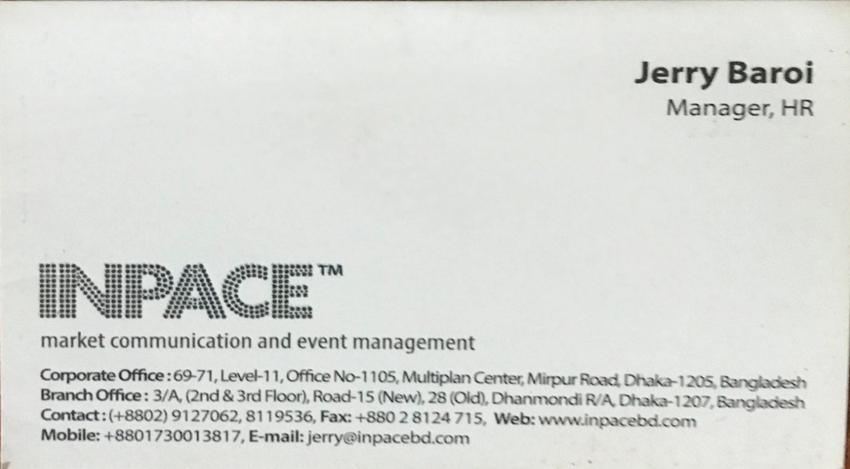 Jerry Baroi
Manager, HR
INPACE™
market communication and event management
Corporate Office : 69-71, Level-11, Office No-1105, Multiplan Center, Mirpur Road, Dhaka-1205, Bangladesh
Branch Office : 3/A, (2nd & 3rd Floor), Road-15 (New), 28 (Old), Dhanmondi R/A, Dhaka-1207, Bangladesh
Contact : (+8802) 9127062, 8119536, Fax: +880 2 8124 715, Web: www.inpacebd.com
Mobile: +8801730013817, E-mail: jerry@inpacebd.com